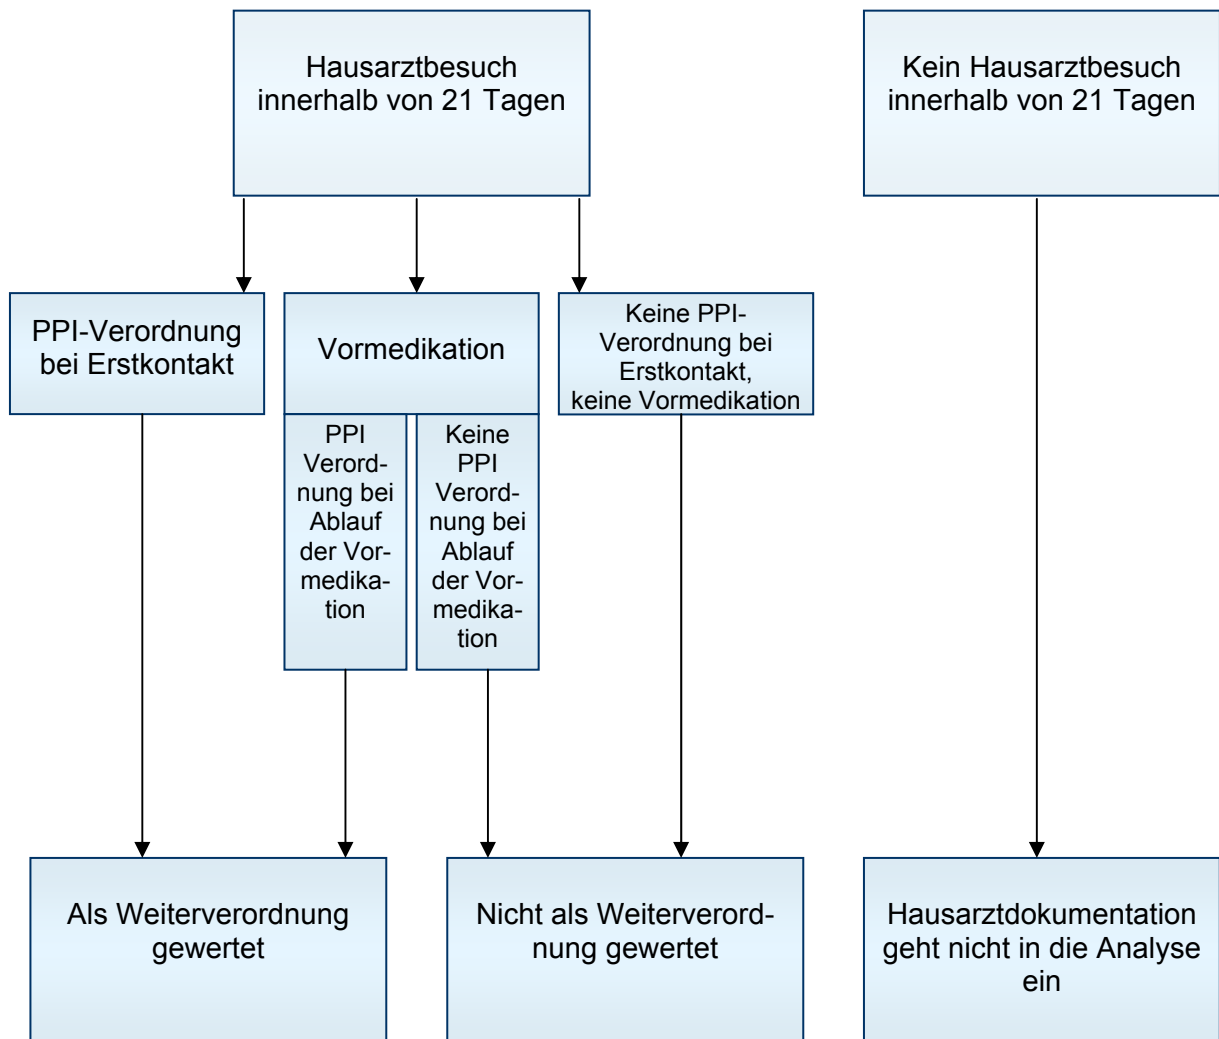 Hausarztbesuch
innerhalb von 21 Tagen
Kein Hausarztbesuch
innerhalb von 21 Tagen
PPI-Verordnung
bei Erstkontakt
Vormedikation
Keine PPI-
Verordnung bei
Erstkontakt,
keine Vormedikation
PPI
Verord-
nung bei
Ablauf
der Vor-
medika-
tion
Keine
PPI
Verord-
nung bei
Ablauf
der Vor-
medika-
tion
Als Weiterverordnung
gewertet
Nicht als Weiterverord-
nung gewertet
Hausarztdokumentation
geht nicht in die Analyse
ein